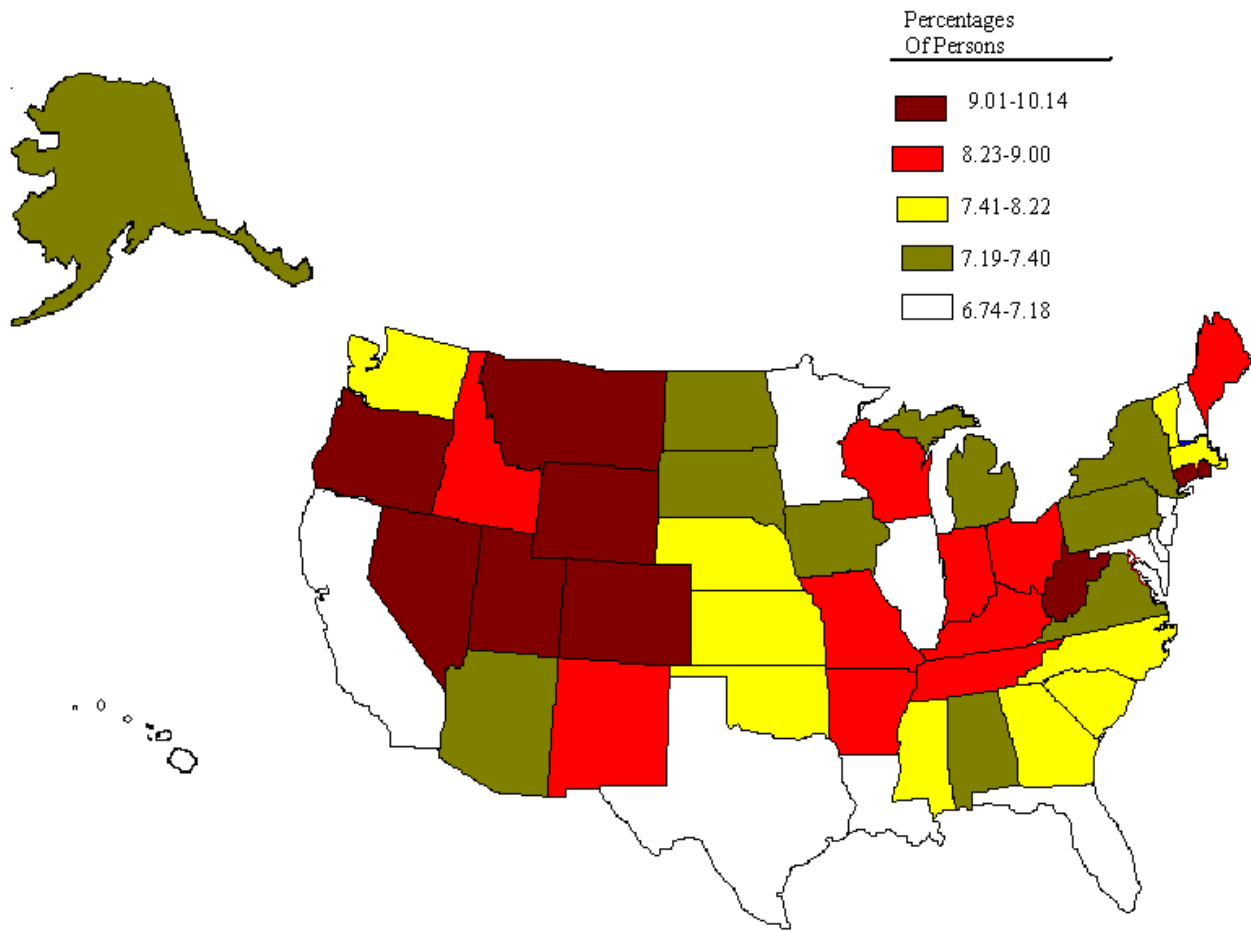 Percentages
Of Persons
9.01-10.14
8.23-9.00
7.41-8.22
7.19-7.40
6.74-7.18